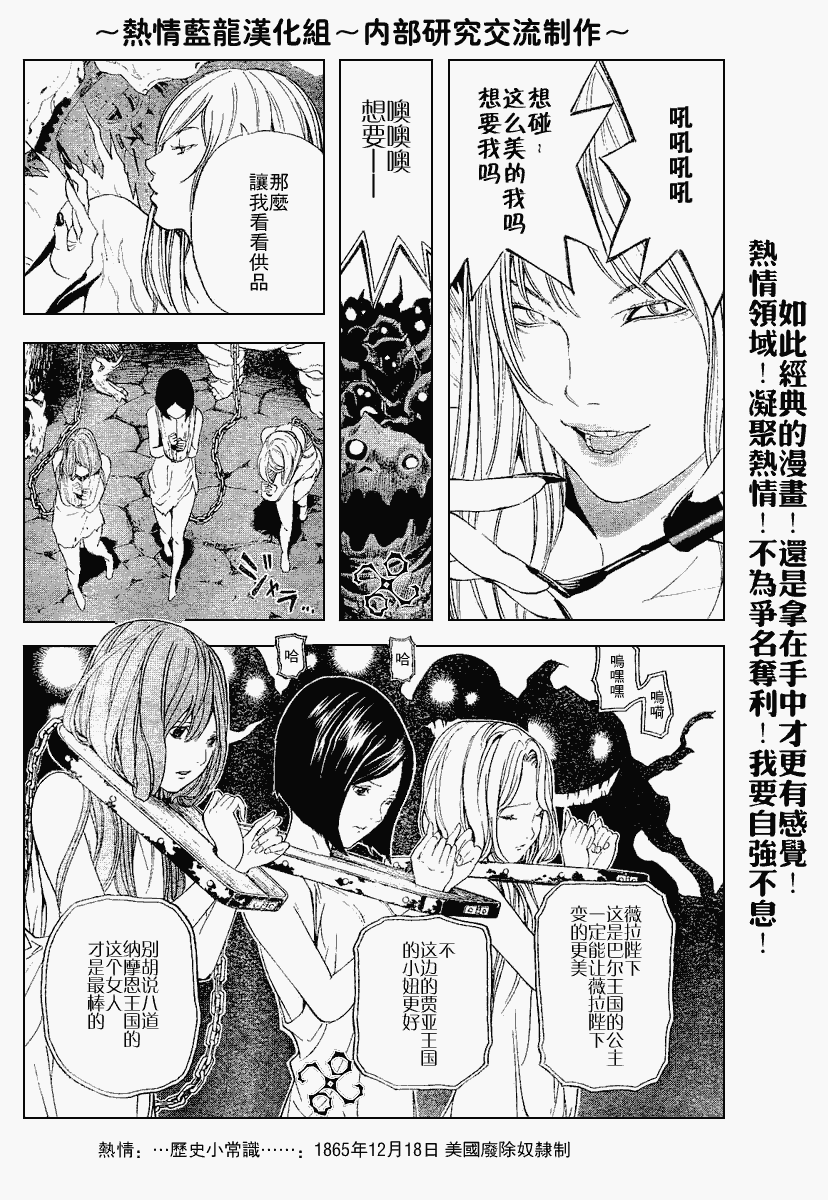 ～熱情藍龍漢化組～内部研究交流制作～
吼吼吼吼
想碰～
这么美的我吗
想要我吗
噢噢噢
想要——
那麼
讓我看看供品
嗚嗬
嗚嘿嘿
哈
哈
薇拉陛下
这是巴尔王国的公主
一定能让薇拉陛下
变的更美
不
这边的贾亚王国
的小妞更好
别胡说八道
纳摩恩王国的
这个女人
才是最棒的
如此經典的漫畫！還是拿在手中才更有感覺！
熱情領域！凝聚熱情！不為爭名奪利！我要自強不息！
熱情：…歷史小常識……：1865年12月18日 美國廢除奴隸制